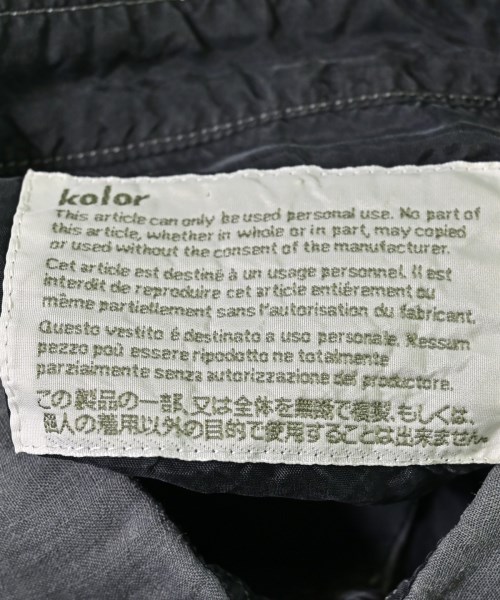 kolor
This article can only be used personal use. No part of
this article, whether in whole or in part, may copied
or used without the consent of the manufacturer.
Cet article est destiné à un usage personnel. Il est
interdit de reproduire cet article entiérement ou
même partiellement sans l'autorisation du fabricant.
Questo vestito é destinato a uso personale. Nessum
pezzo può essere ripodotto ne totalmente
parzialmente senza autorizzazione del productore.
この製品の一部、又は全体を無断で複製、もしくは、
個人の着用以外の目的で使用することは出来ません。